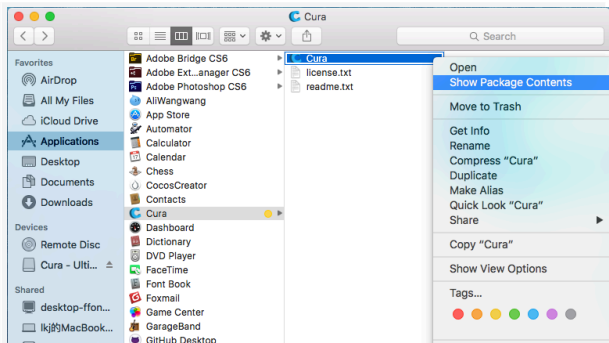 Cura
Search
Favorites
AirDrop
All My Files
iCloud Drive
Applications
Desktop
Documents
Downloads
Devices
Remote Disc
Cura - Ulti...
Shared
desktop-ffon...
lkj的MacBook...
Adobe Bridge CS6
Adobe Ext...anager CS6
Adobe Photoshop CS6
AliWangwang
App Store
Automator
Calculator
Calendar
Chess
CocosCreator
Contacts
Cura
Dashboard
Dictionary
DVD Player
FaceTime
Font Book
Foxmail
Game Center
GarageBand
GitHub Desktop
Cura
license.txt
readme.txt
Open
Show Package Contents
Move to Trash
Get Info
Rename
Compress “Cura”
Duplicate
Make Alias
Quick Look “Cura”
Share
Copy “Cura”
Show View Options
Tags...